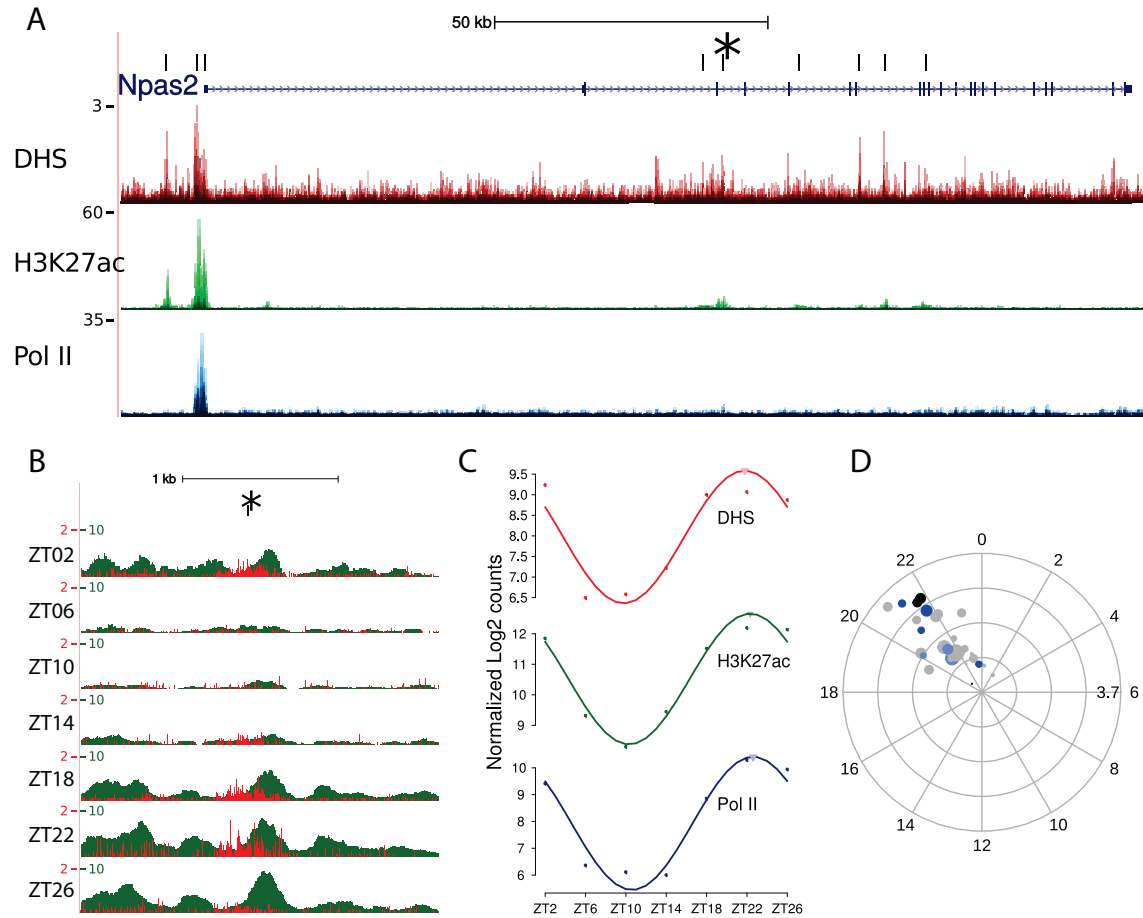 A
50 kb
*
Npas2
3
DHS
60
H3K27ac
35
Pol II
B
1 kb
*
2 10
ZT02
2 10
ZT06
2 10
ZT10
2 10
ZT14
2 10
ZT18
2 10
ZT22
2 10
ZT26
C
Normalized Log2 counts
9.5
9.0
8.5
8.0
7.5
7.0
6.5
DHS
12
11
10
9
H3K27ac
10
9
8
7
6
Pol II
ZT2 ZT6 ZT10 ZT14 ZT18 ZT22 ZT26
D
0
2
4
3.7 6
8
10
12
14
16
18
20
22